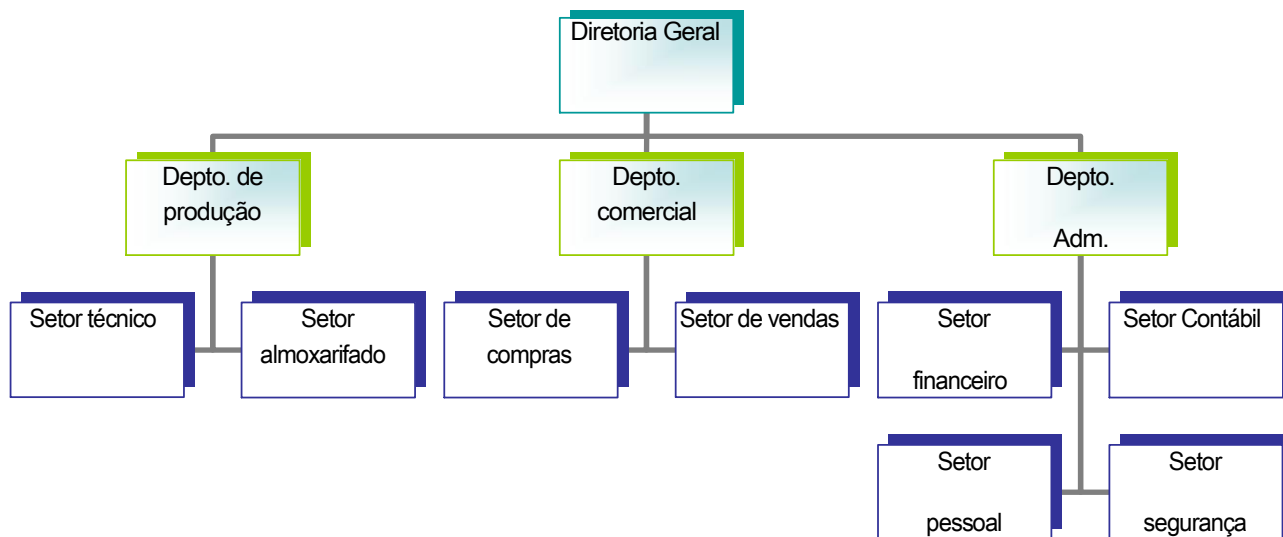 Diretoria Geral
Depto. de
produção
Depto.
comercial
Depto.
Adm.
Setor técnico
Setor
almoxarifado
Setor de
compras
Setor de vendas
Setor
financeiro
Setor Contábil
Setor
pessoal
Setor
segurança